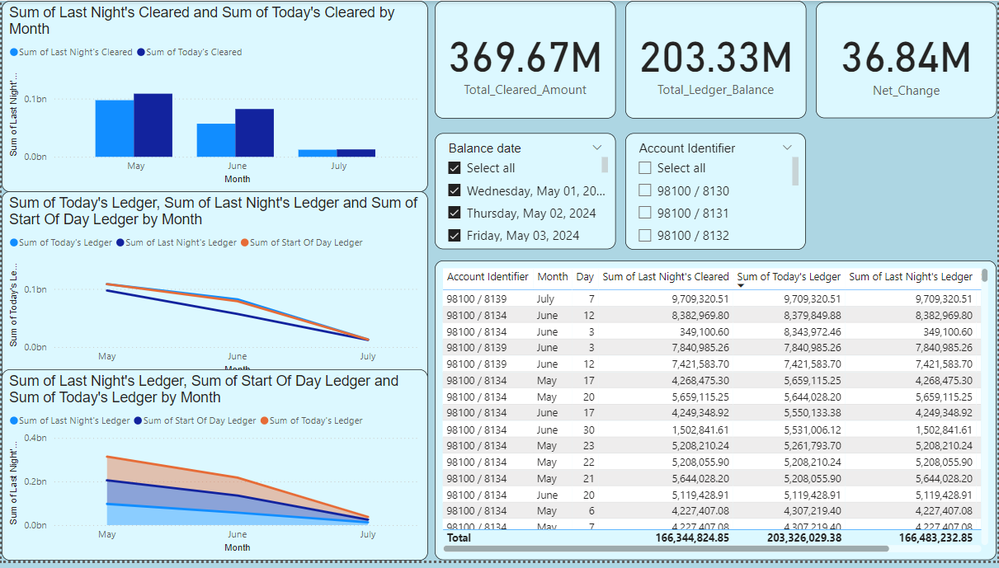 Sum of Last Night's Cleared and Sum of Today's Cleared by
Month
Sum of Last Night's Cleared Sum of Today's Cleared
Sum of Last Night'...
0.1bn
0.0bn
May June July
Month
Sum of Today's Ledger, Sum of Last Night's Ledger and Sum of
Start Of Day Ledger by Month
Sum of Today's Ledger Sum of Last Night's Ledger Sum of Start Of Day Ledger
Sum of Today's Le...
0.1bn
0.0bn
May June July
Month
Sum of Last Night's Ledger, Sum of Start Of Day Ledger and
Sum of Today's Ledger by Month
Sum of Last Night's Ledger Sum of Start Of Day Ledger Sum of Today's Ledger
Sum of Last Night'...
0.4bn
0.2bn
0.0bn
May June July
Month
369.67M
Total_Cleared_Amount
203.33M
Total_Ledger_Balance
36.84M
Net_Change
Balance date
Select all
Wednesday, May 01, 20...
Thursday, May 02, 2024
Friday, May 03, 2024
Account Identifier
Select all
98100 / 8130
98100 / 8131
98100 / 8132
Account Identifier Month Day Sum of Last Night's Cleared Sum of Today's Ledger Sum of Last Night's Ledger
98100 / 8139 July 7 9,709,320.51 9,709,320.51 9,709,320.51
98100 / 8134 June 12 8,382,969.80 8,379,849.88 8,382,969.80
98100 / 8134 June 3 349,100.60 8,343,972.46 349,100.60
98100 / 8139 June 3 7,840,985.26 7,840,985.26 7,840,985.26
98100 / 8139 June 12 7,421,583.70 7,421,583.70 7,421,583.70
98100 / 8134 May 17 4,268,475.30 5,659,115.25 4,268,475.30
98100 / 8134 May 20 5,659,115.25 5,644,028.20 5,659,115.25
98100 / 8134 June 17 4,249,348.92 5,550,133.38 4,249,348.92
98100 / 8134 June 30 1,502,841.61 5,531,006.12 1,502,841.61
98100 / 8134 May 23 5,208,210.24 5,261,793.70 5,208,210.24
98100 / 8134 May 22 5,208,055.90 5,208,210.24 5,208,055.90
98100 / 8134 May 21 5,644,028.20 5,208,055.90 5,644,028.20
98100 / 8134 June 20 5,119,428.91 5,119,428.91 5,119,428.91
98100 / 8134 May 6 4,227,407.08 4,307,219.40 4,227,407.08
98100 / 8134 May 7 4,227,407.08 4,307,219.40 4,227,407.08
Total 166,344,824.85 203,326,029.38 166,483,232.85